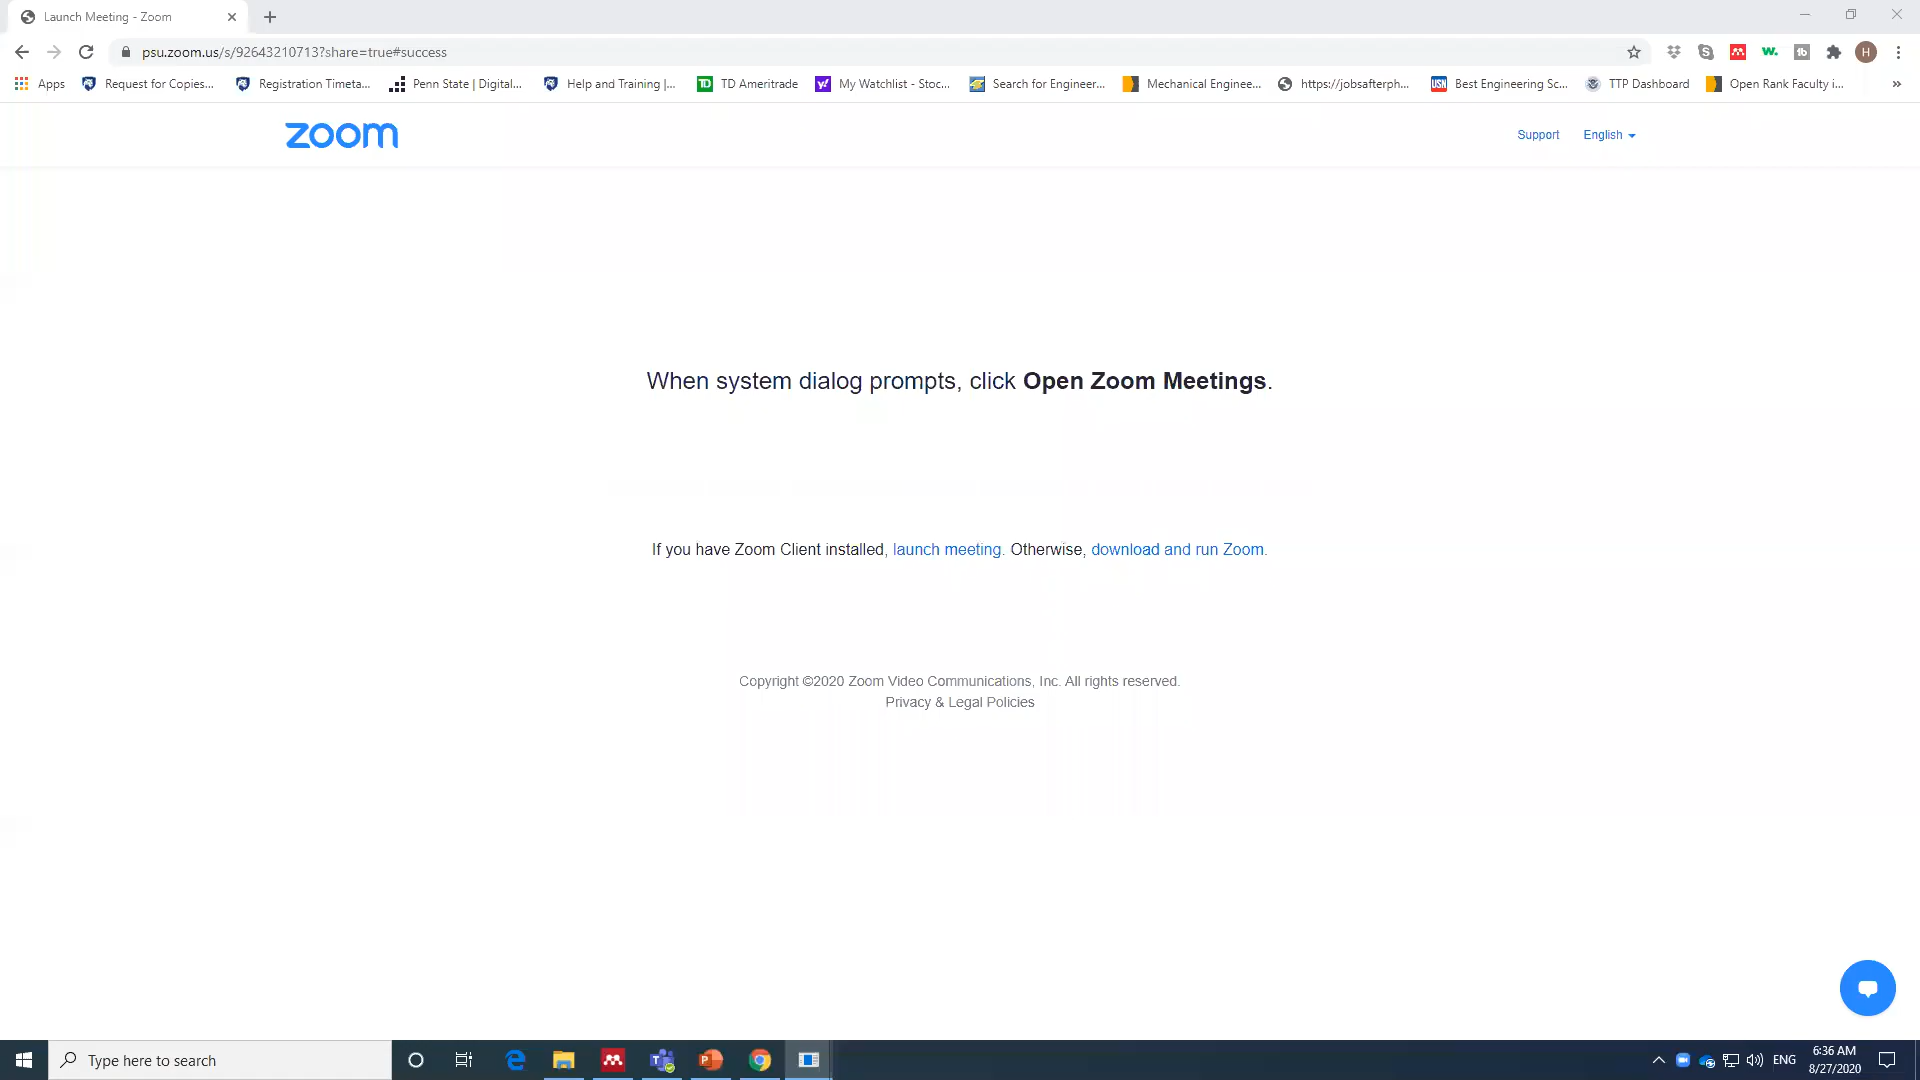 Launch Meeting - Zoom
psu.zoom.us/s/92643210713?share=true#success
H
Apps
Request for Copies...
Registration Timeta...
Penn State | Digital...
Help and Training |...
TD Ameritrade
My Watchlist - Stoc...
Search for Engineer...
Mechanical Enginee...
https://jobsafterph...
USN
Best Engineering Sc...
TTP Dashboard
Open Rank Faculty i...
zoom
Support
English
When system dialog prompts, click Open Zoom Meetings.
If you have Zoom Client installed, launch meeting. Otherwise, download and run Zoom.
Copyright ©2020 Zoom Video Communications, Inc. All rights reserved.
Privacy & Legal Policies
Type here to search
ENG
6:36 AM
8/27/2020